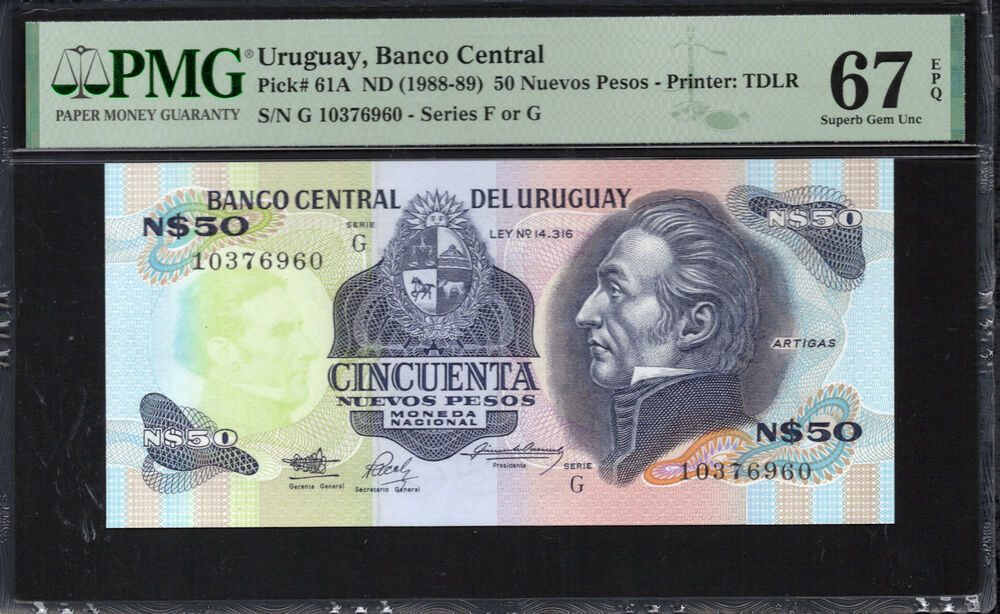 PMG®
PAPER MONEY GUARANTY
Uruguay, Banco Central
Pick# 61A ND (1988-89) 50 Nuevos Pesos - Printer: TDLR
S/N G 10376960 - Series F or G
67 EPQ
Superb Gem Unc
BANCO CENTRAL DEL URUGUAY
N$50
SERIE
G
LEY Nº 14.316
N$50
10376960
ARTIGAS
CINCUENTA
NUEVOS PESOS
MONEDA
NACIONAL
N$50
N$50
Gerente General
Secretario General
Presidente
SERIE
G
10376960